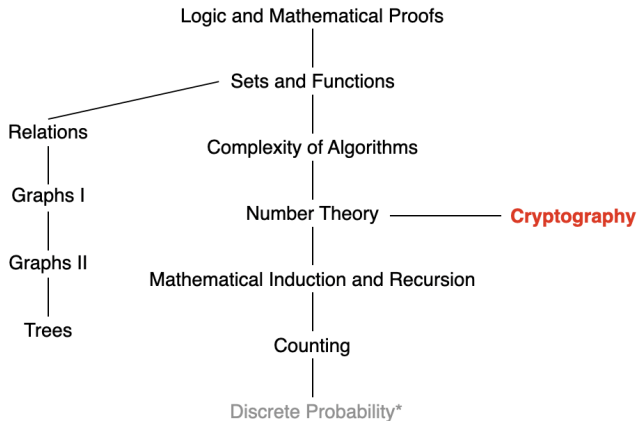 Logic and Mathematical Proofs
Sets and Functions
Relations
Complexity of Algorithms
Graphs I
Number Theory
Cryptography
Graphs II
Mathematical Induction and Recursion
Trees
Counting
Discrete Probability*